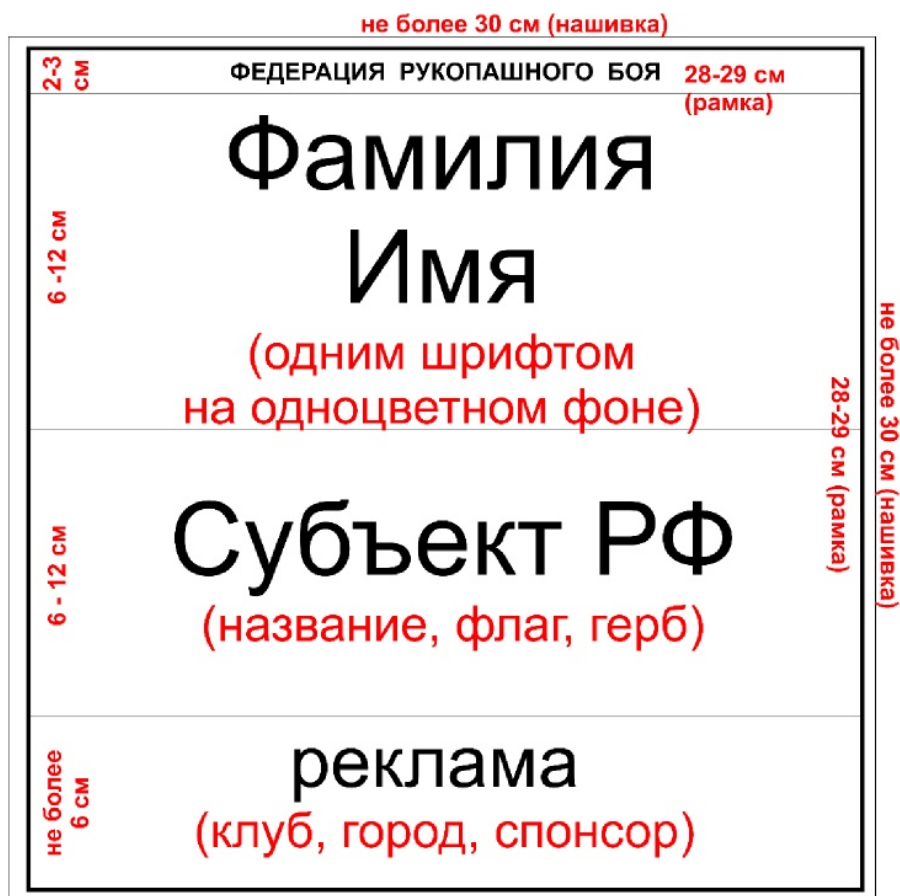 не более 30 см (нашивка)
2-3 см
ФЕДЕРАЦИЯ РУКОПАШНОГО БОЯ
28-29 см
(рамка)
Фамилия
Имя
6 -12 см
(одним шрифтом
на одноцветном фоне)
28-29 см (рамка)
не более 30 см (нашивка)
Субъект РФ
6 - 12 см
(название, флаг, герб)
реклама
не более
6 см
(клуб, город, спонсор)